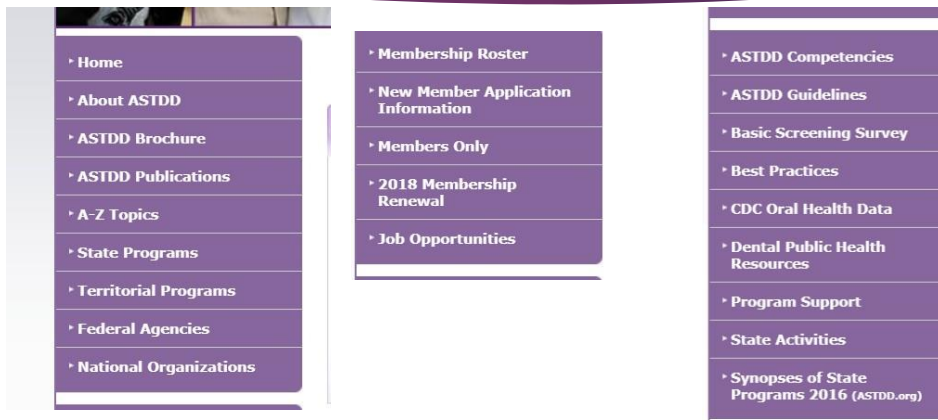 Home
About ASTDD
ASTDD Brochure
ASTDD Publications
A-Z Topics
State Programs
Territorial Programs
Federal Agencies
National Organizations
Membership Roster
New Member Application
Information
Members Only
2018 Membership
Renewal
Job Opportunities
ASTDD Competencies
ASTDD Guidelines
Basic Screening Survey
Best Practices
CDC Oral Health Data
Dental Public Health
Resources
Program Support
State Activities
Synopses of State
Programs 2016 (ASTDD.org)